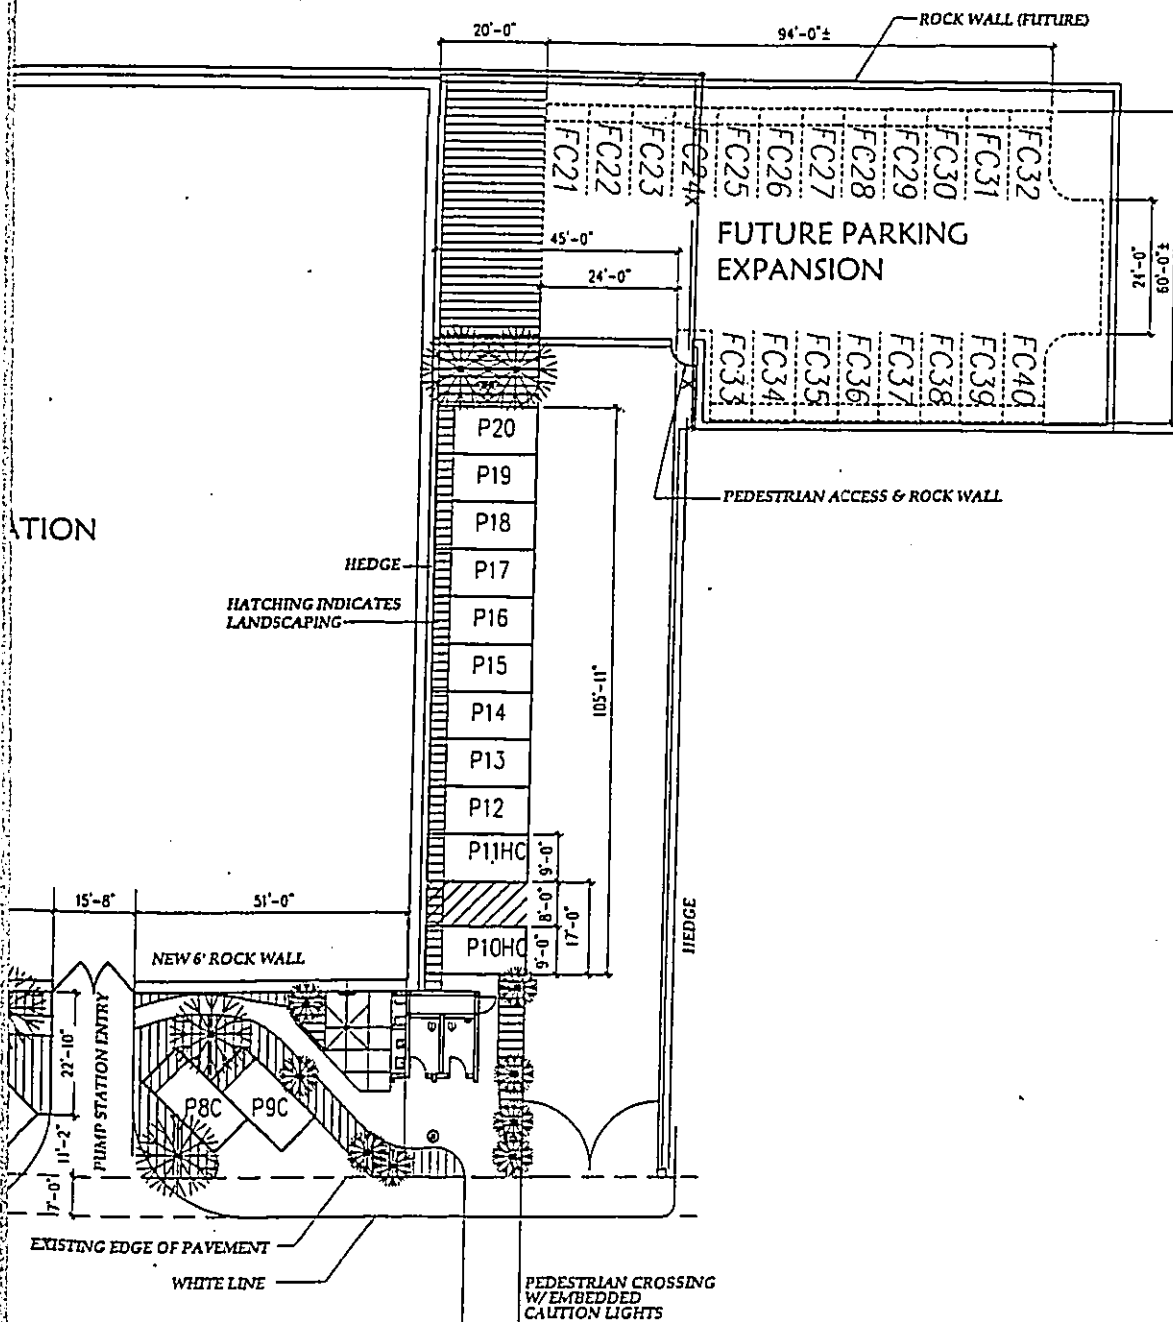 ROCK WALL (FUTURE)
20'-0"
94'-0"±
FC21
FC22
FC23
FC24
FC25
FC26
FC27
FC28
FC29
FC30
FC31
FC32
45'-0"
24'-0"
FUTURE PARKING
EXPANSION
24'-0"
60'-0"±
FC33
FC34
FC35
FC36
FC37
FC38
FC39
FC40
P20
P19
PEDESTRIAN ACCESS & ROCK WALL
P18
ATION
HEDGE
P17
HATCHING INDICATES
LANDSCAPING
P16
P15
105'-11"
P14
P13
P12
P11HC
9'-0"
8'-0"
17'-0"
P10HC
9'-0"
HEDGE
15'-8"
51'-0"
NEW 6' ROCK WALL
PUMP STATION ENTRY
22'-10"
P8C
P9C
11'-2"
7'-0"
EXISTING EDGE OF PAVEMENT
WHITE LINE
PEDESTRIAN CROSSING
W/ EMBEDDED
CAUTION LIGHTS